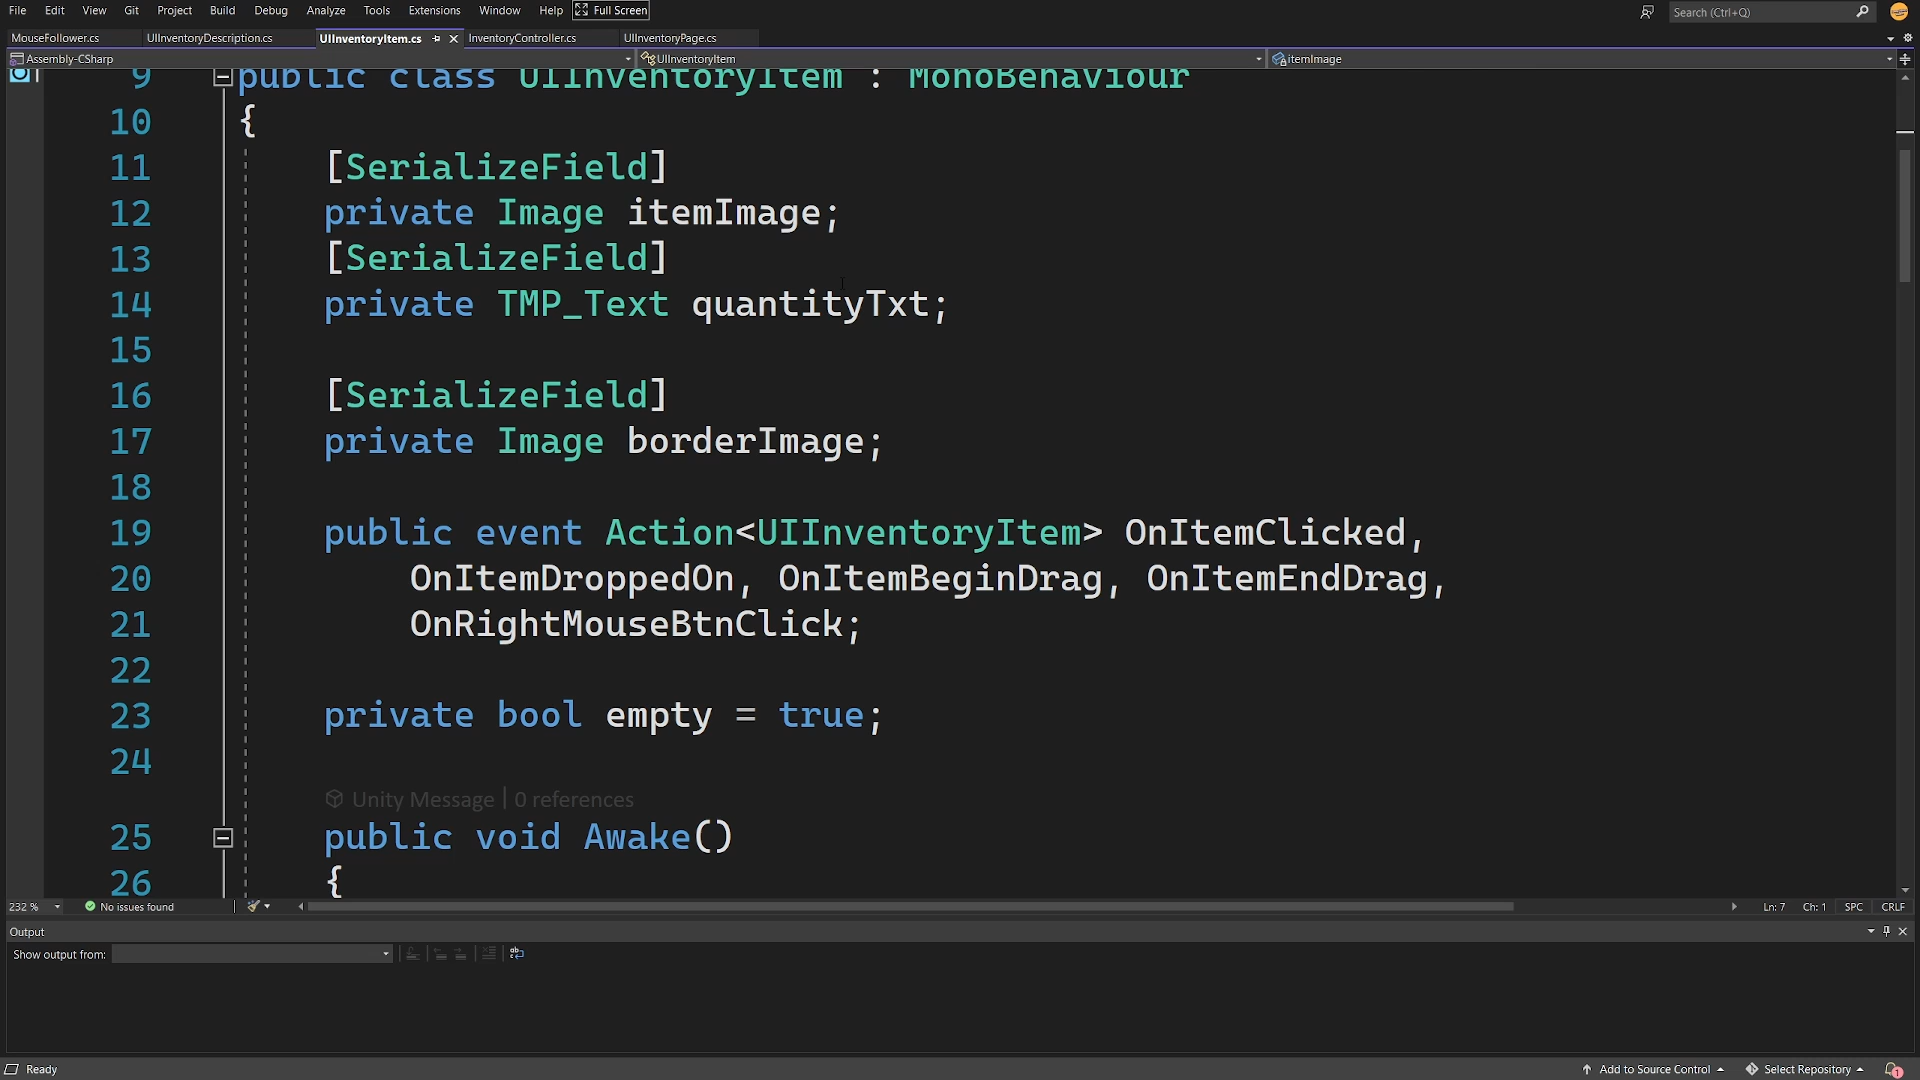 File Edit View Git Project Build Debug Analyze Tools Extensions Window Help Full Screen Search (Ctrl+Q)
MouseFollower.cs UIInventoryDescription.cs UIInventoryItem.cs InventoryController.cs UIInventoryPage.cs
Assembly-CSharp UIInventoryItem itemImage
9 public class UIInventoryItem : MonoBehaviour
10 {
11 [SerializeField]
12 private Image itemImage;
13 [SerializeField]
14 private TMP_Text quantityTxt;
15
16 [SerializeField]
17 private Image borderImage;
18
19 public event Action<UIInventoryItem> OnItemClicked,
20 OnItemDroppedOn, OnItemBeginDrag, OnItemEndDrag,
21 OnRightMouseBtnClick;
22
23 private bool empty = true;
24
Unity Message | 0 references
25 public void Awake()
26 {
232 % No issues found Ln: 7 Ch: 1 SPC CRLF
Output
Show output from:
Ready Add to Source Control Select Repository 1